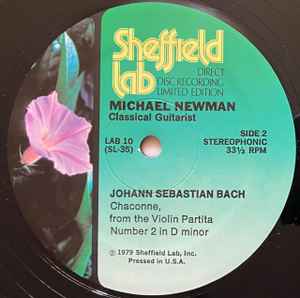 Sheffield
lab
DIRECT
DISC RECORDING
LIMITED EDITION
MICHAEL NEWMAN
Classical Guitarist
LAB 10
(SL-35)
SIDE 2
STEREOPHONIC
33⅓ RPM
JOHANN SEBASTIAN BACH
Chaconne,
from the Violin Partita
Number 2 in D minor
℗ 1979 Sheffield Lab, Inc.
Pressed in U.S.A.